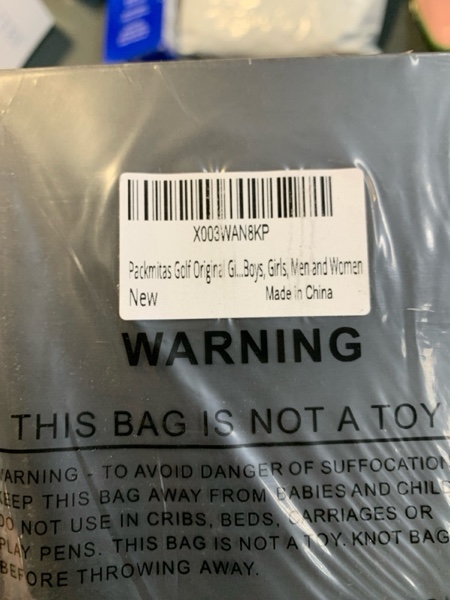 X003WAN8KP
Packmitas Golf Original Gi...Boys, Girls, Men and Women
New Made in China
WARNING
THIS BAG IS NOT A TOY
WARNING - TO AVOID DANGER OF SUFFOCATION
KEEP THIS BAG AWAY FROM BABIES AND CHILD
DO NOT USE IN CRIBS, BEDS, CARRIAGES OR
PLAY PENS. THIS BAG IS NOT A TOY. KNOT BAG
BEFORE THROWING AWAY.